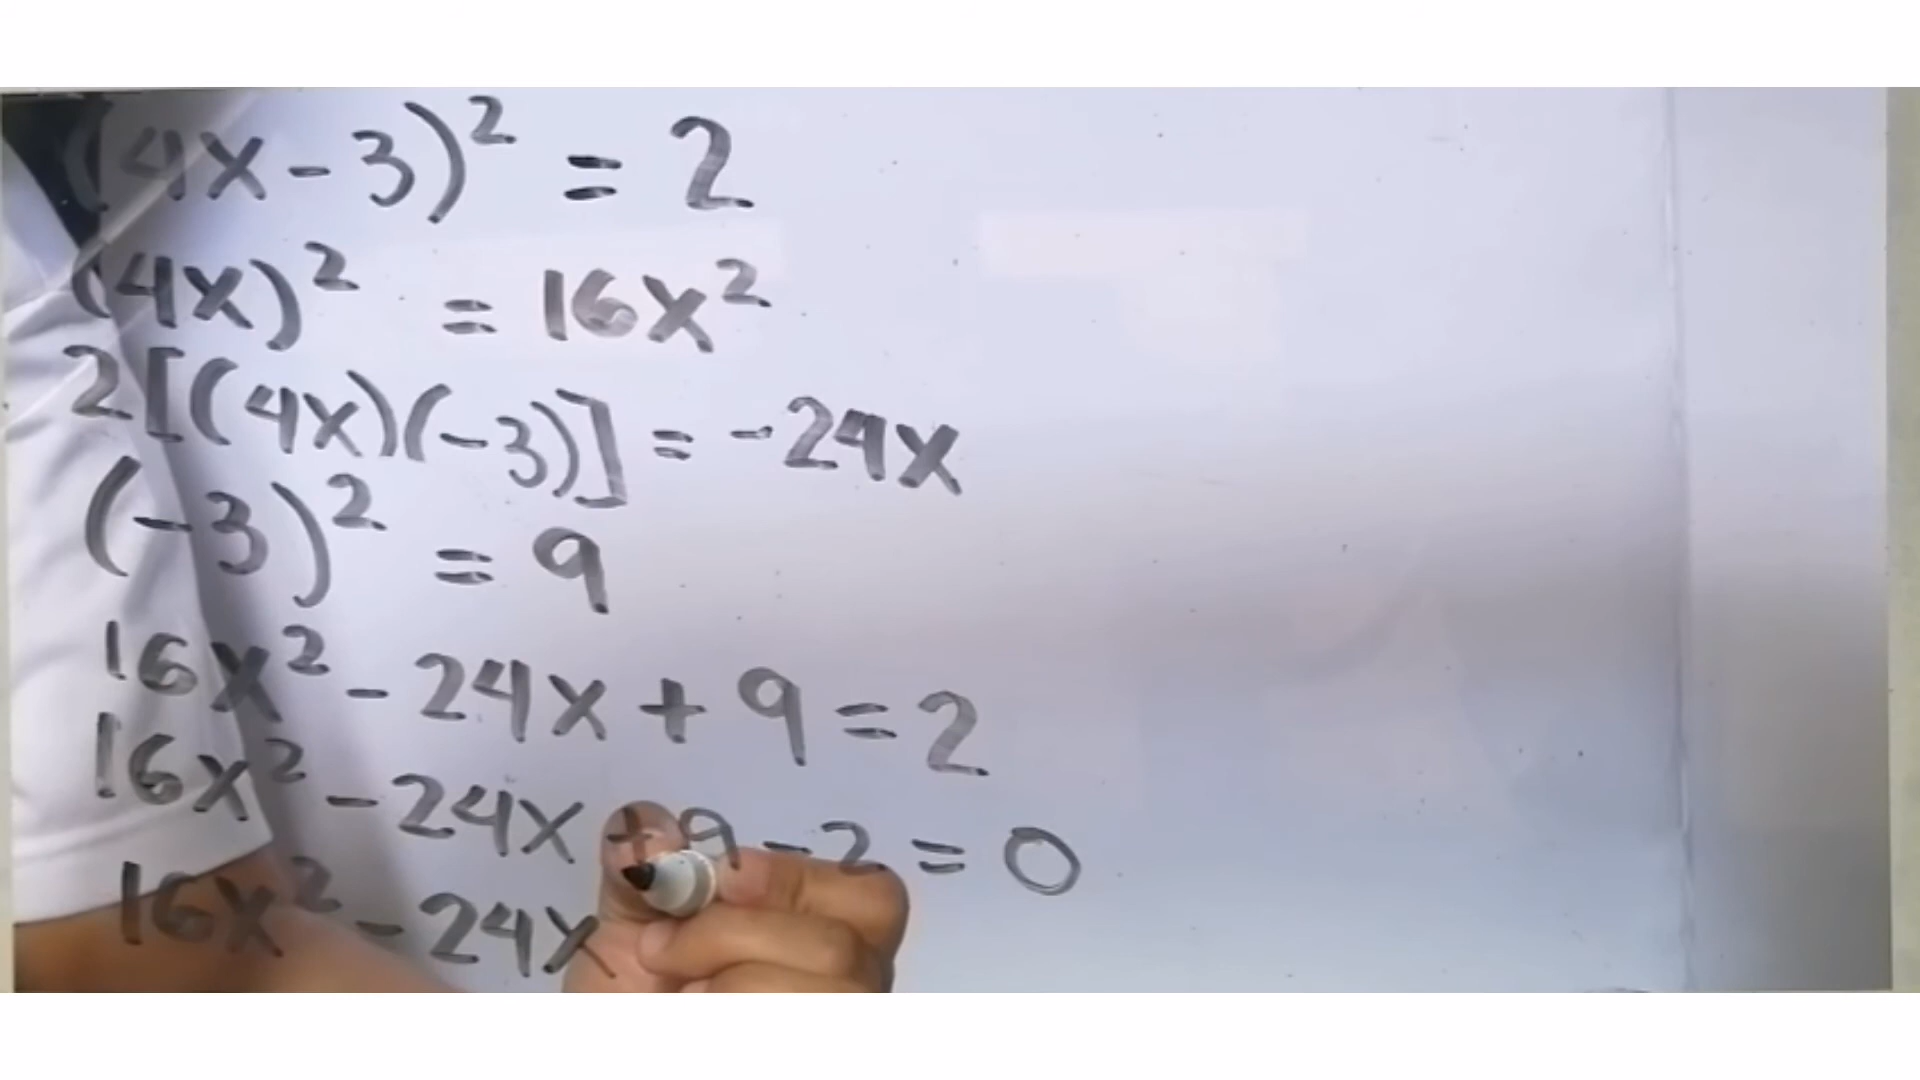 (4x-3)² = 2
(4x)² = 16x²
2[(4x)(-3)] = -24x
(-3)² = 9
16x² - 24x + 9 = 2
16x² - 24x + 9 - 2 = 0
16x² - 24x